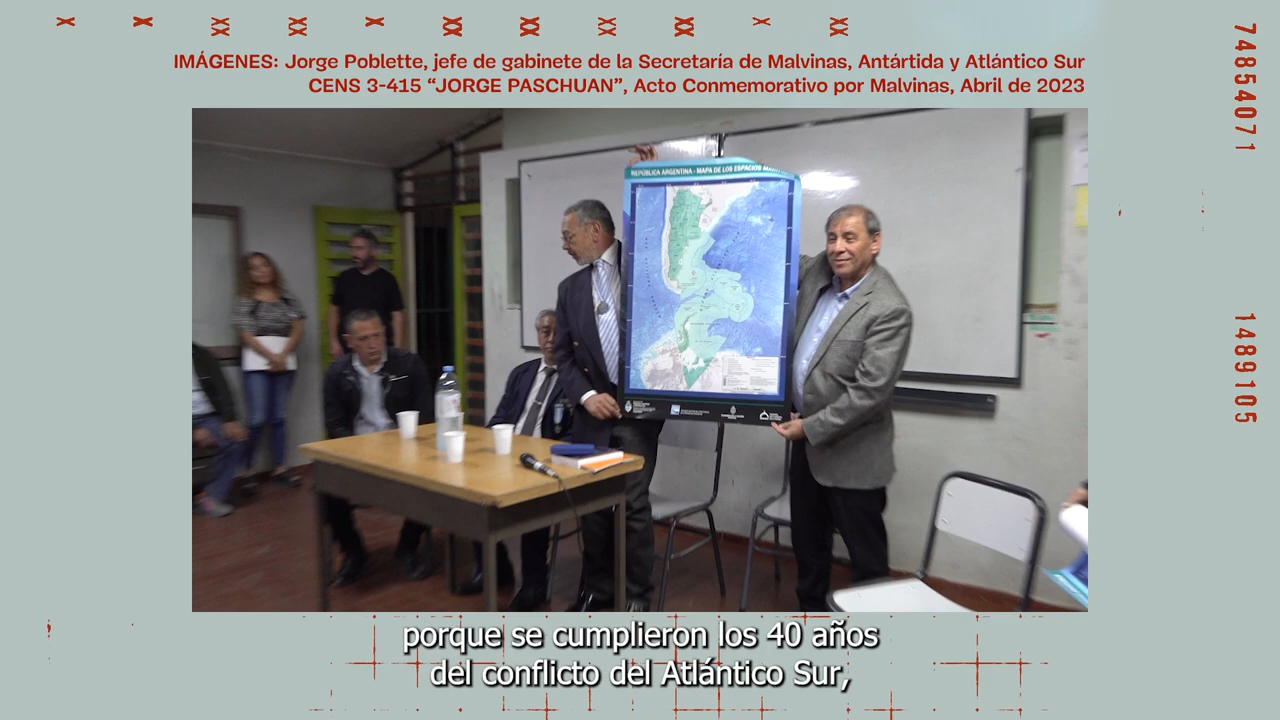 IMÁGENES: Jorge Poblette, jefe de gabinete de la Secretaría de Malvinas, Antártida y Atlántico Sur
CENS 3-415 “JORGE PASCHUAN”, Acto Conmemorativo por Malvinas, Abril de 2023
74854071
1489105
REPÚBLICA ARGENTINA - MAPA DE LOS ESPACIOS
porque se cumplieron los 40 años
del conflicto del Atlántico Sur,